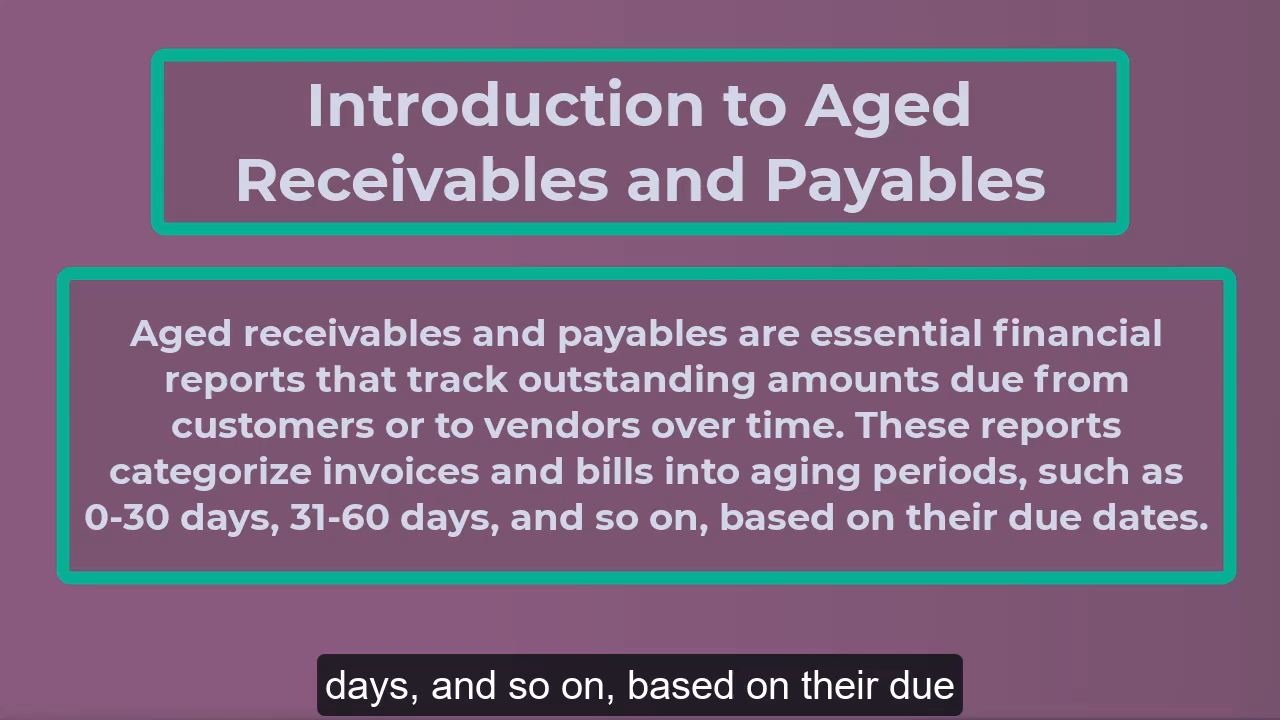 Introduction to Aged
Receivables and Payables
Aged receivables and payables are essential financial
reports that track outstanding amounts due from
customers or to vendors over time. These reports
categorize invoices and bills into aging periods, such as
0-30 days, 31-60 days, and so on, based on their due dates.
days, and so on, based on their due